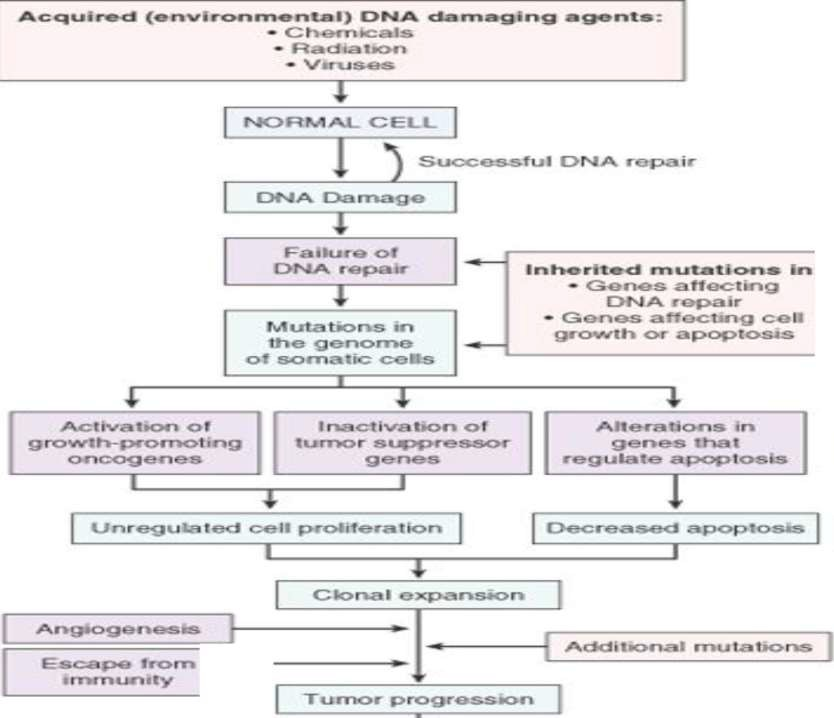 Acquired (environmental) DNA damaging agents:
• Chemicals
• Radiation
• Viruses
NORMAL CELL
Successful DNA repair
DNA Damage
Failure of
DNA repair
Inherited mutations in
• Genes affecting
DNA repair
• Genes affecting cell
growth or apoptosis
Mutations in
the genome
of somatic cells
Activation of
growth-promoting
oncogenes
Inactivation of
tumor suppressor
genes
Alterations in
genes that
regulate apoptosis
Unregulated cell proliferation
Decreased apoptosis
Clonal expansion
Angiogenesis
Additional mutations
Escape from
immunity
Tumor progression